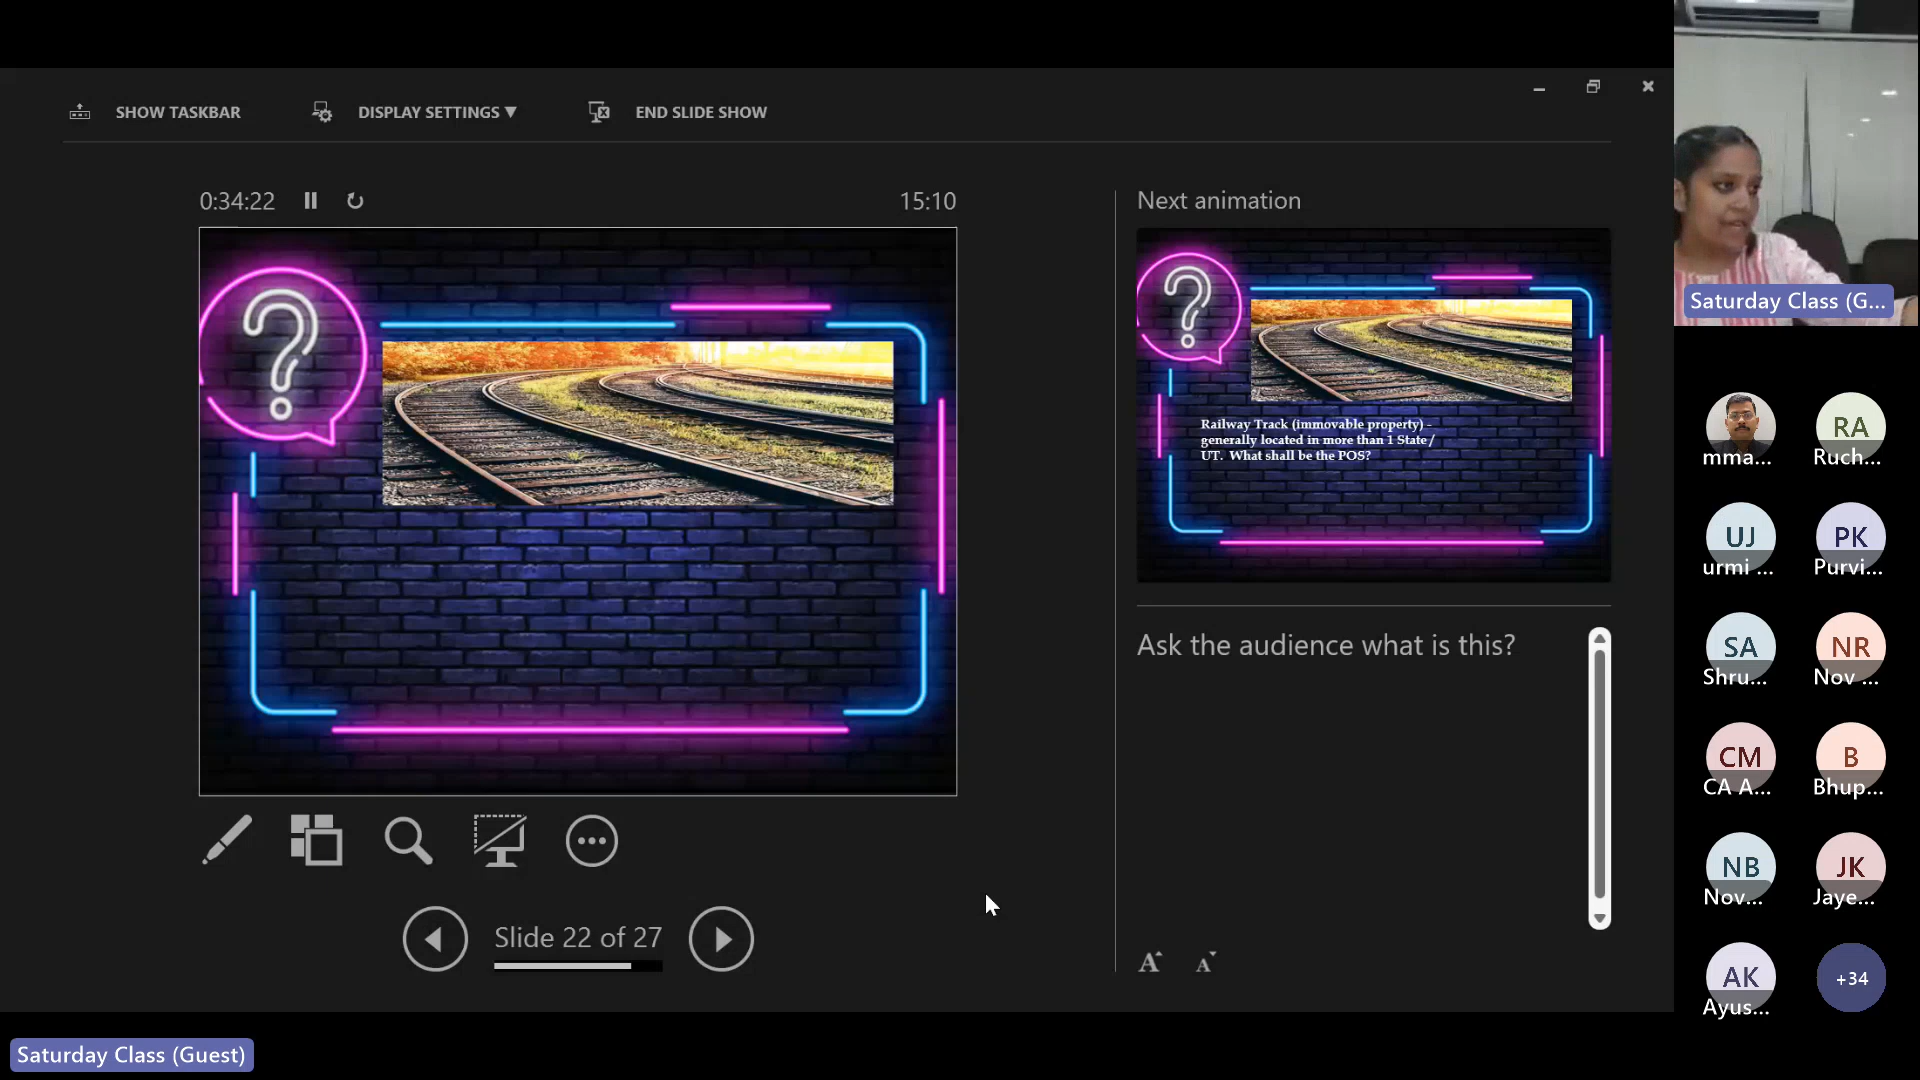 SHOW TASKBAR
DISPLAY SETTINGS ▼
END SLIDE SHOW
0:34:22
15:10
Next animation
Railway Track (immovable property) -
generally located in more than 1 State /
UT. What shall be the POS?
Ask the audience what is this?
Slide 22 of 27
Saturday Class (G...
mma...
RA
Ruch...
UJ
urmi ...
PK
Purvi...
SA
Shru...
NR
Nov ...
CM
CA A...
B
Bhup...
NB
Nov...
JK
Jaye...
AK
Ayus...
+34
Saturday Class (Guest)